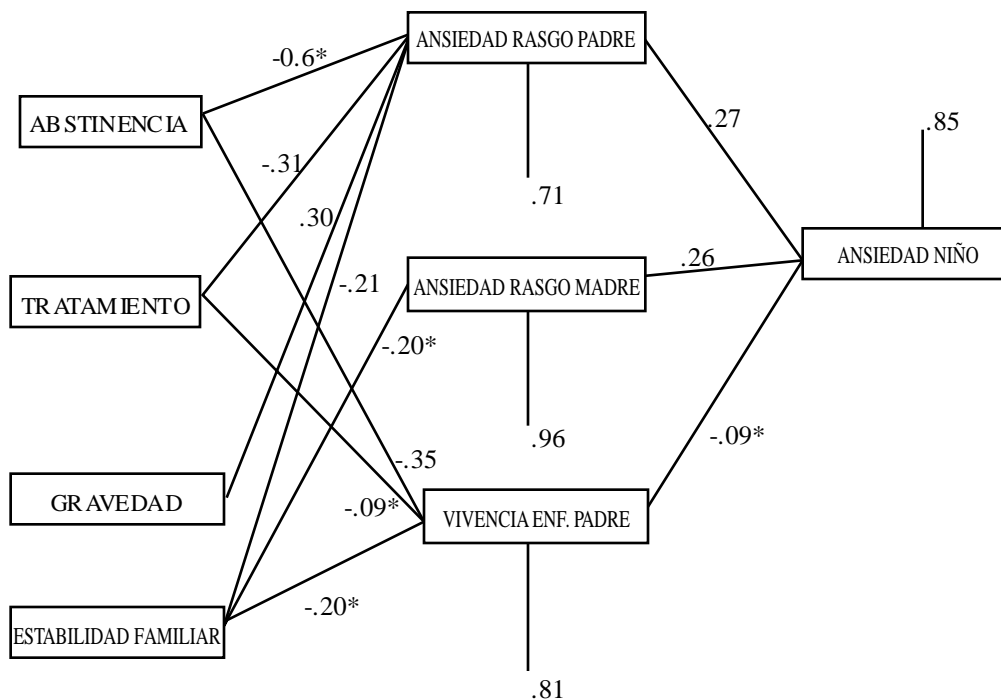 ANSIEDAD RASGO PADRE
-0.6*
ABSTINENCIA
.27
.85
-.31
.71
.30
ANSIEDAD NIÑO
.26
TRATAMIENTO
-.21
ANSIEDAD RASGO MADRE
-.20*
.96
-.09*
-.35
GRAVEDAD
-.09*
VIVENCIA ENF. PADRE
-.20*
ESTABILIDAD FAMILIAR
.81